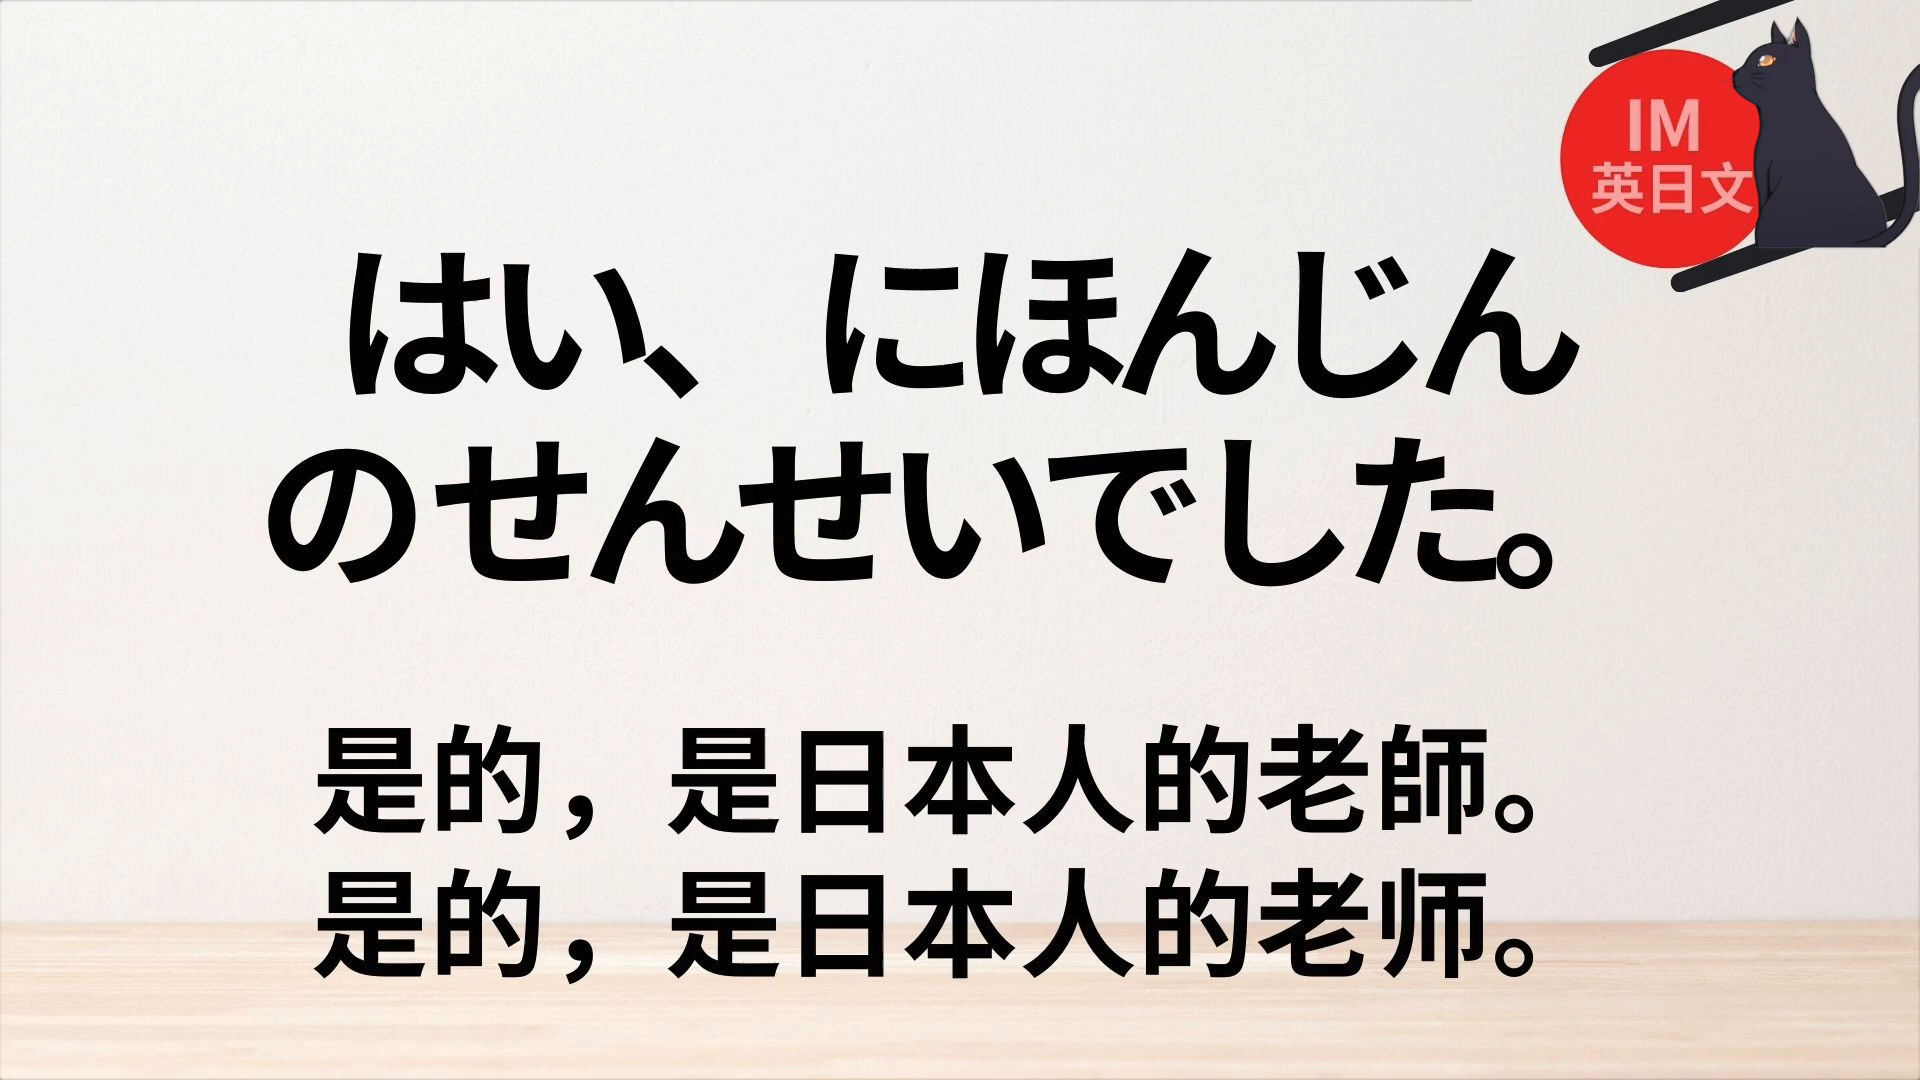 IM
英日文
はい、にほんじん
のせんせいでした。
是的，是日本人的老師。
是的，是日本人的老师。